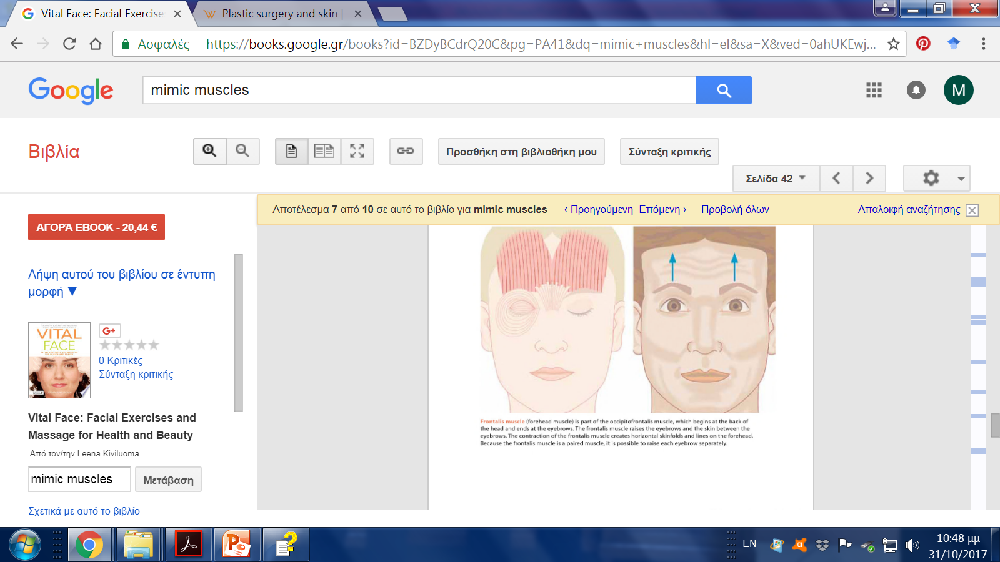 Vital Face: Facial Exercise
Plastic surgery and skin |
Ασφαλές
https://books.google.gr/books?id=BZDyBCdrQ20C&pg=PA41&dq=mimic+muscles&hl=el&sa=X&ved=0ahUKEwj...
Google
mimic muscles
M
Βιβλία
Προσθήκη στη βιβλιοθήκη μου
Σύνταξη κριτικής
Σελίδα 42
Αποτέλεσμα 7 από 10 σε αυτό το βιβλίο για mimic muscles - ‹ Προηγούμενη Επόμενη › - Προβολή όλων
Απαλοιφή αναζήτησης
ΑΓΟΡΆ EBOOK - 20,44 €
Λήψη αυτού του βιβλίου σε έντυπη
μορφή ▼
VITAL
FACE
G+
0 Κριτικές
Σύνταξη κριτικής
Vital Face: Facial Exercises and
Massage for Health and Beauty
Από τον/την Leena Kiviluoma
mimic muscles
Μετάβαση
Σχετικά με αυτό το βιβλίο
Frontalis muscle (forehead muscle) is part of the occipitofrontalis muscle, which begins at the back of
the head and ends at the eyebrows. The frontalis muscle raises the eyebrows and the skin between the
eyebrows. The contraction of the frontalis muscle creates horizontal skinfolds and lines on the forehead.
Because the frontalis muscle is a paired muscle, it is possible to raise each eyebrow separately.
EN
10:48 μμ
31/10/2017